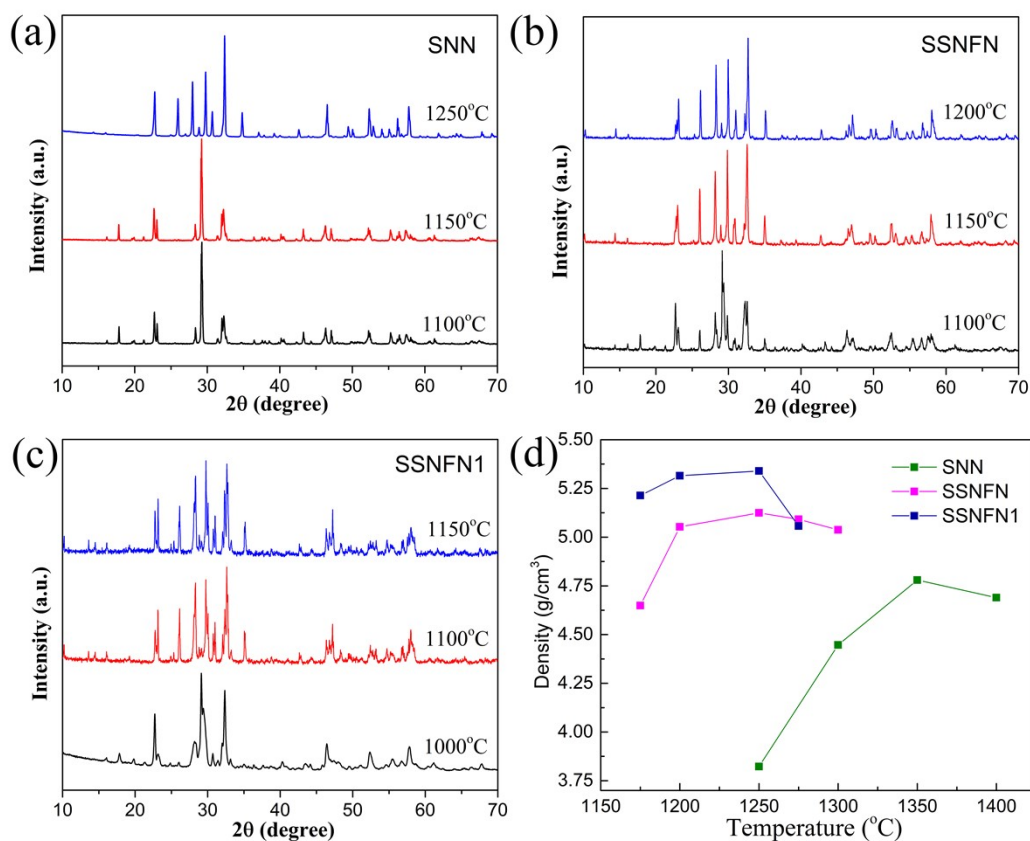 (a)
SNN
1250°C
1150°C
1100°C
Intensity (a.u.)
10 20 30 40 50 60 70
2θ (degree)
(b)
SSNFN
1200°C
1150°C
1100°C
Intensity (a.u.)
10 20 30 40 50 60 70
2θ (degree)
(c)
SSNFN1
1150°C
1100°C
1000°C
Intensity (a.u.)
10 20 30 40 50 60 70
2θ (degree)
(d)
SNN
SSNFN
SSNFN1
Density (g/cm³)
5.50
5.25
5.00
4.75
4.50
4.25
4.00
3.75
1150 1200 1250 1300 1350 1400
Temperature (°C)